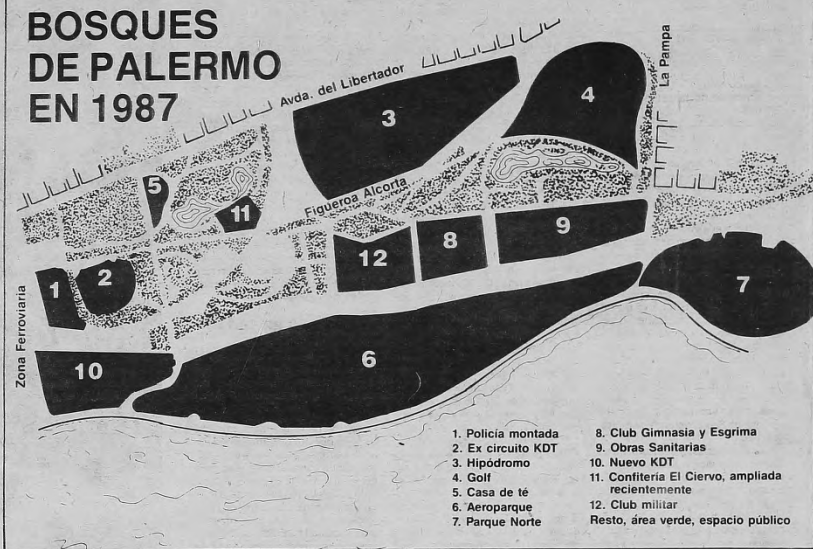 BOSQUES
DE PALERMO
EN 1987
Avda. del Libertador
La Pampa
3
4
5
11
Figueroa Alcorta
12
8
9
1
2
7
Zona Ferroviaria
10
6
1. Policía montada
2. Ex circuito KDT
3. Hipódromo
4. Golf
5. Casa de té
6. Aeroparque
7. Parque Norte
8. Club Gimnasia y Esgrima
9. Obras Sanitarias
10. Nuevo KDT
11. Confitería El Ciervo, ampliada
recientemente
12. Club militar
Resto, área verde, espacio público